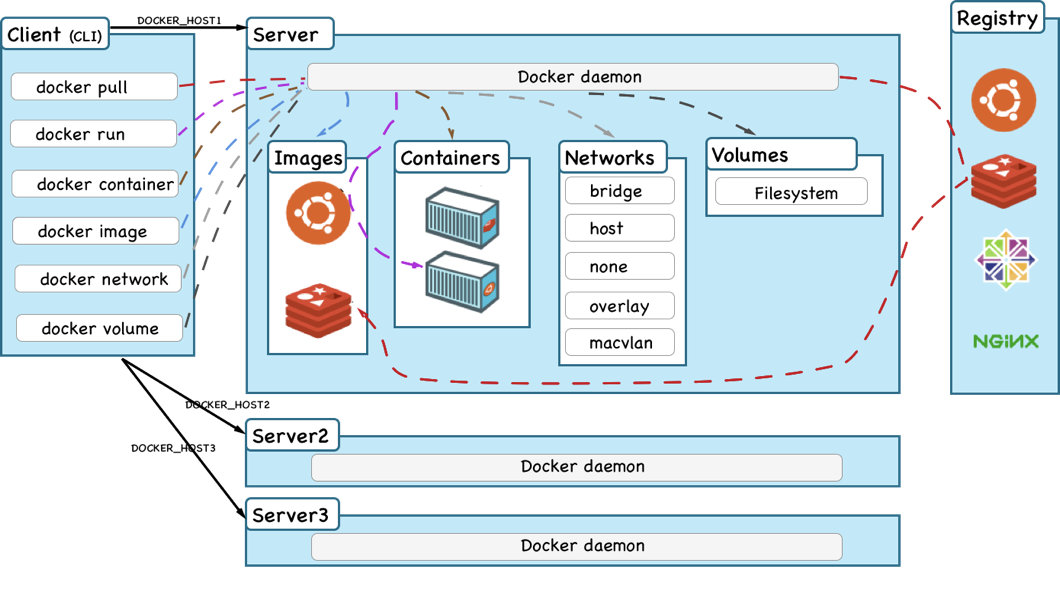 DOCKER_HOST1
Client (CLI)
docker pull
docker run
docker container
docker image
docker network
docker volume
Server
Docker daemon
Images
Containers
Networks
bridge
host
none
overlay
macvlan
Volumes
Filesystem
Registry
NGiNX
DOCKER_HOST2
DOCKER_HOST3
Server2
Docker daemon
Server3
Docker daemon